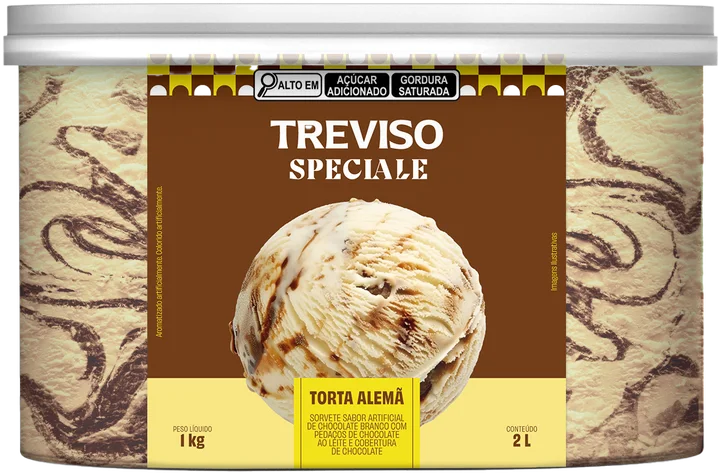 ALTO EM
AÇÚCAR
ADICIONADO
GORDURA
SATURADA
TREVISO
SPECIALE
Aromatizado artificialmente. Colorido artificialmente.
Imagens ilustrativas
TORTA ALEMÃ
SORVETE SABOR ARTIFICIAL
DE CHOCOLATE BRANCO COM
PEDAÇOS DE CHOCOLATE
AO LEITE E COBERTURA
DE CHOCOLATE
PESO LÍQUIDO
1 kg
CONTEÚDO
2 L